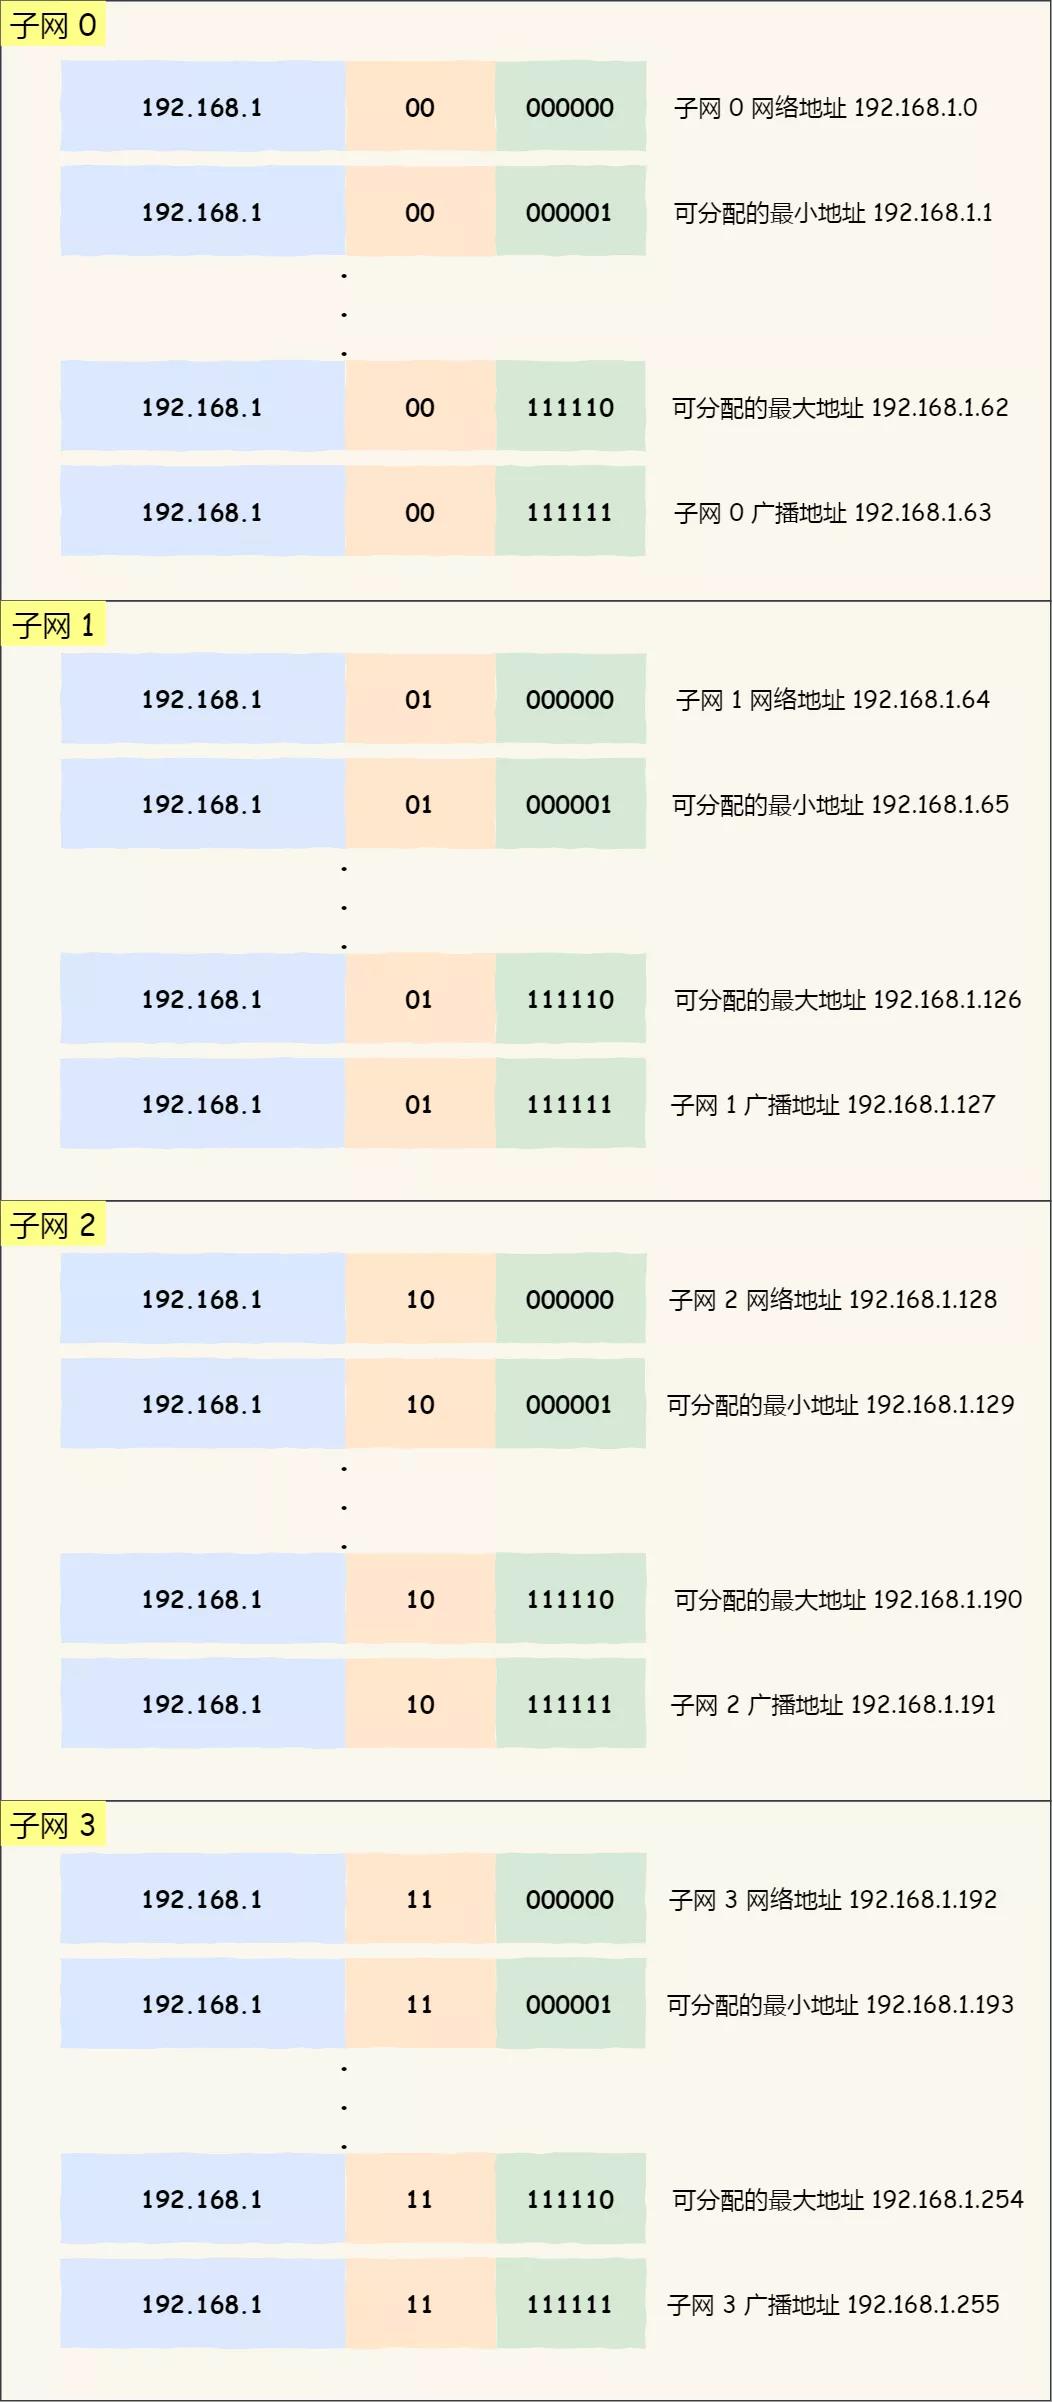 子网 0
192.168.1 00 000000 子网 0 网络地址 192.168.1.0
192.168.1 00 000001 可分配的最小地址 192.168.1.1
192.168.1 00 111110 可分配的最大地址 192.168.1.62
192.168.1 00 111111 子网 0 广播地址 192.168.1.63
子网 1
192.168.1 01 000000 子网 1 网络地址 192.168.1.64
192.168.1 01 000001 可分配的最小地址 192.168.1.65
192.168.1 01 111110 可分配的最大地址 192.168.1.126
192.168.1 01 111111 子网 1 广播地址 192.168.1.127
子网 2
192.168.1 10 000000 子网 2 网络地址 192.168.1.128
192.168.1 10 000001 可分配的最小地址 192.168.1.129
192.168.1 10 111110 可分配的最大地址 192.168.1.190
192.168.1 10 111111 子网 2 广播地址 192.168.1.191
子网 3
192.168.1 11 000000 子网 3 网络地址 192.168.1.192
192.168.1 11 000001 可分配的最小地址 192.168.1.193
192.168.1 11 111110 可分配的最大地址 192.168.1.254
192.168.1 11 111111 子网 3 广播地址 192.168.1.255